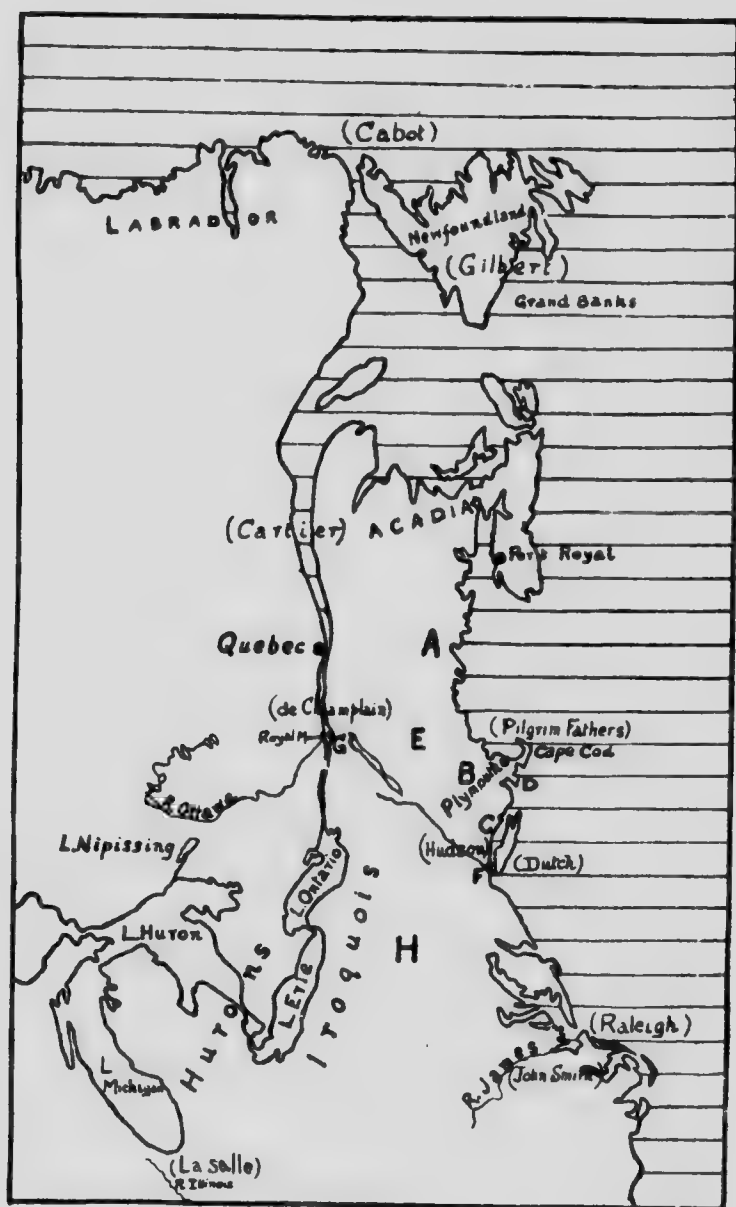 (Cabot)
LABRADOR
Newfoundland
(Gilbert)
Grand Banks
(Cartier)
ACADIA
Port Royal
Quebec
A
(de Champlain)
Royal M
G
E
(Pilgrim Fathers)
Cape Cod
B
Plymouth
D
R. Ottawa
C
L. Nipissing
(Hudson)
(Dutch)
F
L. Ontario
L. Huron
Hurons
Iroquois
H
L. Erie
(Raleigh)
R. James
(John Smith)
L
Michigan
(La Salle)
R Illinois